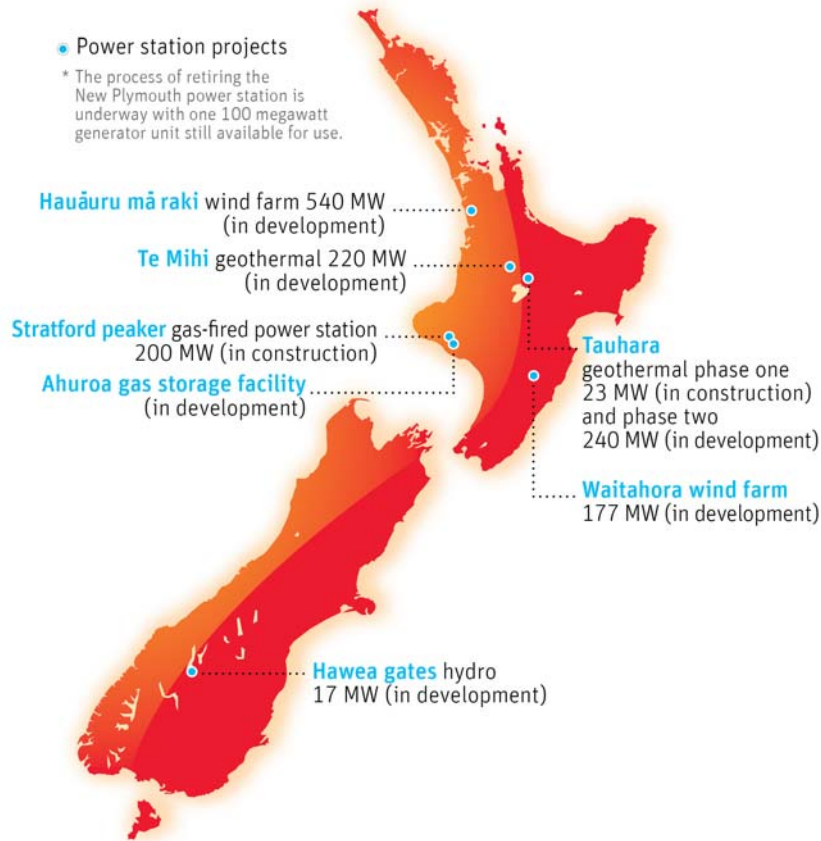 Power station projects
* The process of retiring the
New Plymouth power station is
underway with one 100 megawatt
generator unit still available for use.
Hauāuru mā raki wind farm 540 MW
(in development)
Te Mihi geothermal 220 MW
(in development)
Stratford peaker gas-fired power station
200 MW (in construction)
Ahuroa gas storage facility
(in development)
Tauhara
geothermal phase one
23 MW (in construction)
and phase two
240 MW (in development)
Waitahora wind farm
177 MW (in development)
Hawea gates hydro
17 MW (in development)